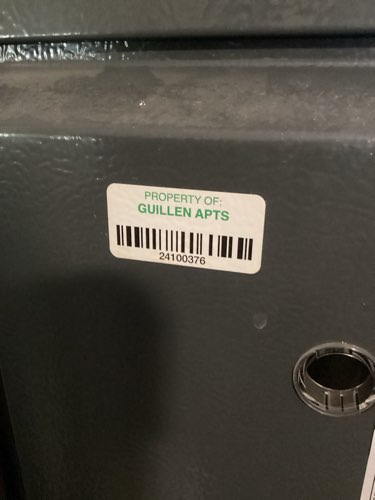 PROPERTY OF:
GUILLEN APTS
24100376